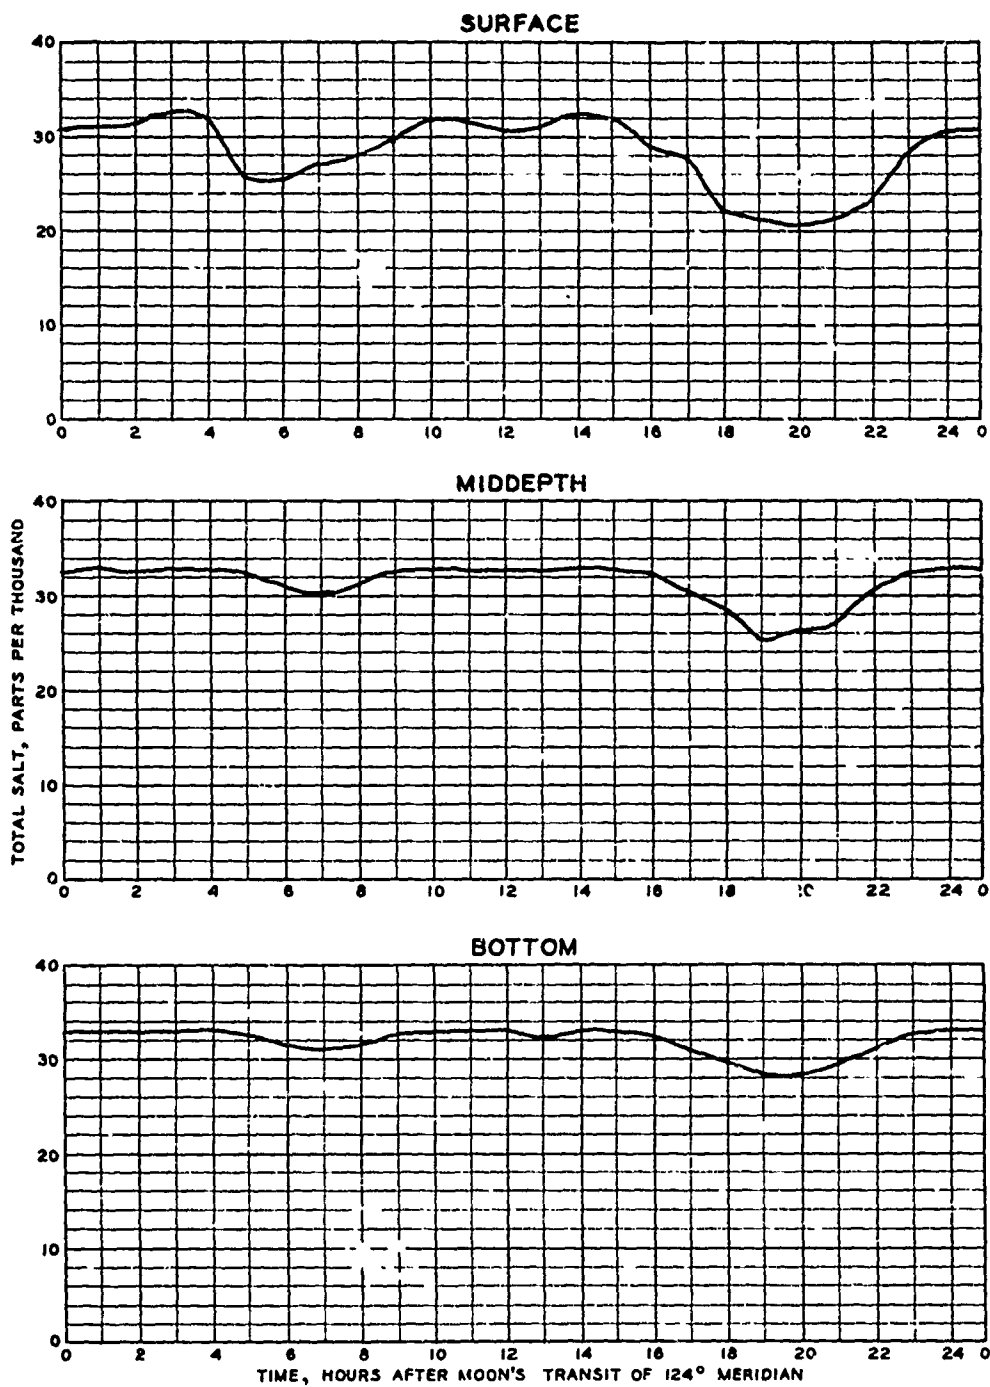 SURFACE
40
30
20
10
0
0 2 4 6 8 10 12 14 16 18 20 22 24 0
MIDDEPTH
TOTAL SALT, PARTS PER THOUSAND
40
30
20
10
0
0 2 4 6 8 10 12 14 16 18 22 24 0
BOTTOM
40
30
20
10
0
0 2 4 6 8 10 12 14 16 18 20 22 24 0
TIME, HOURS AFTER MOON'S TRANSIT OF 124° MERIDIAN